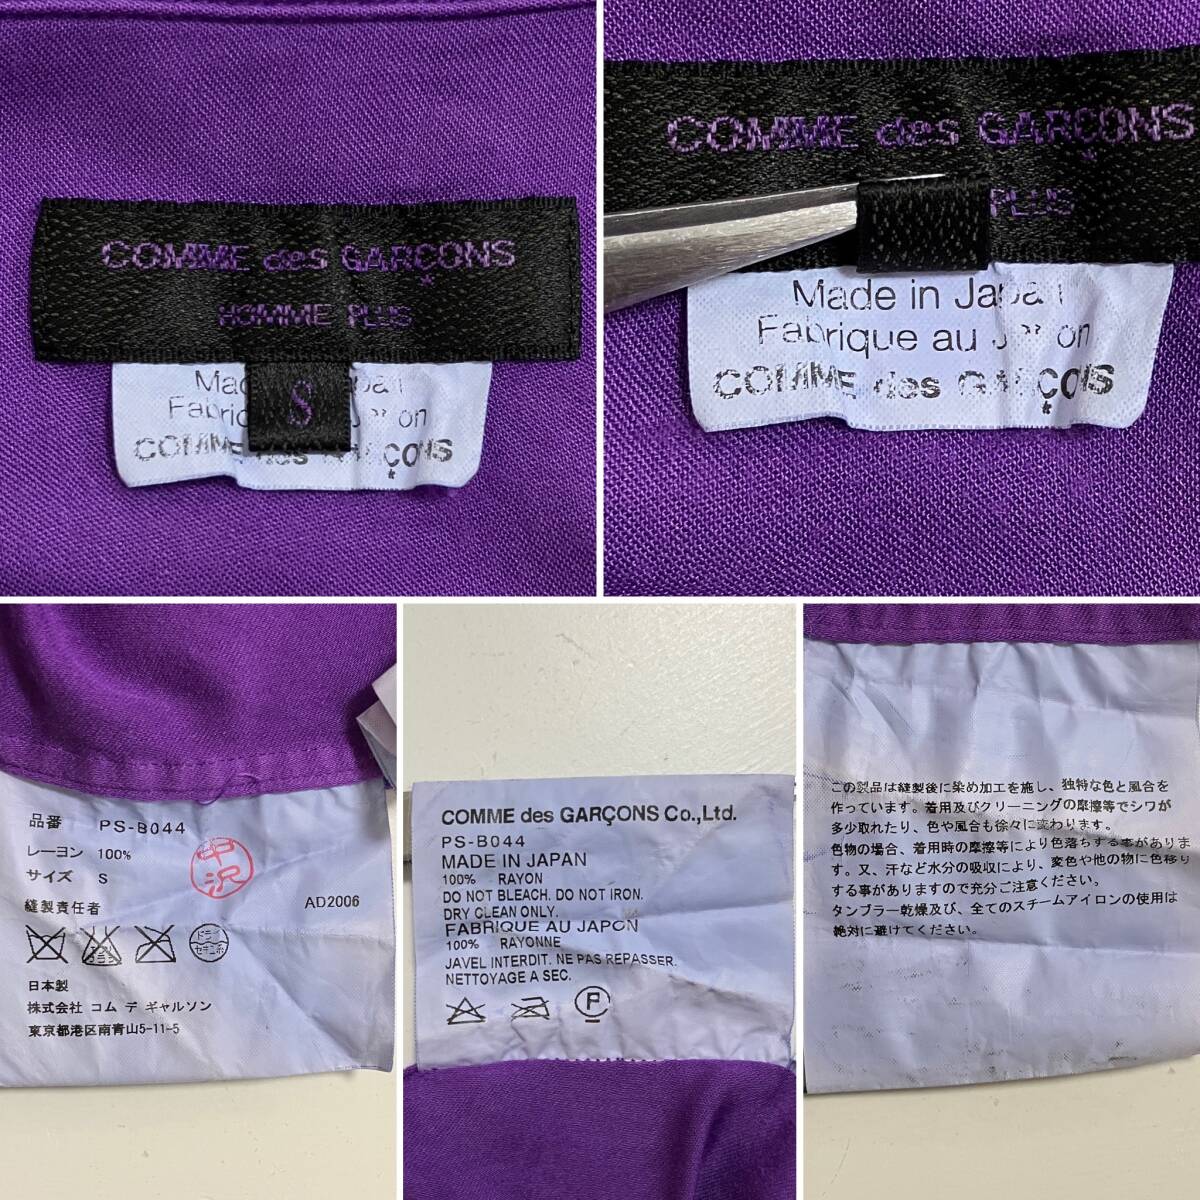 COMME des GARÇONS
HOMME PLUS
S
COMME des GARÇONS
PLUS
Made in Japan
Fabrique au on
COMME des GARÇONS
品番 PS-B044
レーヨン 100%
サイズ S
中沢
縫製責任者
AD2006
ドライ
セキユ系
日本製
株式会社 コム デ ギャルソン
東京都港区南青山5-11-5
COMME des GARÇONS Co.,Ltd.
PS-B044
MADE IN JAPAN
100% RAYON
DO NOT BLEACH. DO NOT IRON.
DRY CLEAN ONLY.
FABRIQUE AU JAPON
100% RAYONNE
JAVEL INTERDIT. NE PAS REPASSER.
NETTOYAGE A SEC.
P
この製品は縫製後に染め加工を施し、独特な色と風合を
作っています。着用及びクリーニングの摩擦等でシワが
多少取れたり、色や風合も徐々に変わります。
色物の場合、着用時の摩擦等により色落ちする事がありま
す。又、汗など水分の吸収により、変色や他の物に色移り
する事がありますので充分ご注意ください。
タンブラー乾燥及び、全てのスチームアイロンの使用は
絶対に避けてください。